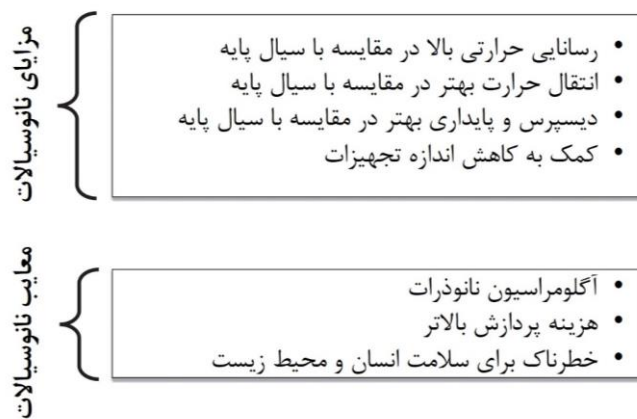 مزایای نانوسیالات
• رسانایی حرارتی بالا در مقایسه با سیال پایه
• انتقال حرارت بهتر در مقایسه با سیال پایه
• دیسپرس و پایداری بهتر در مقایسه با سیال پایه
• کمک به کاهش اندازه تجهیزات
معایب نانوسیالات
• آگلومراسیون نانوذرات
• هزینه پردازش بالاتر
• خطرناک برای سلامت انسان و محیط زیست